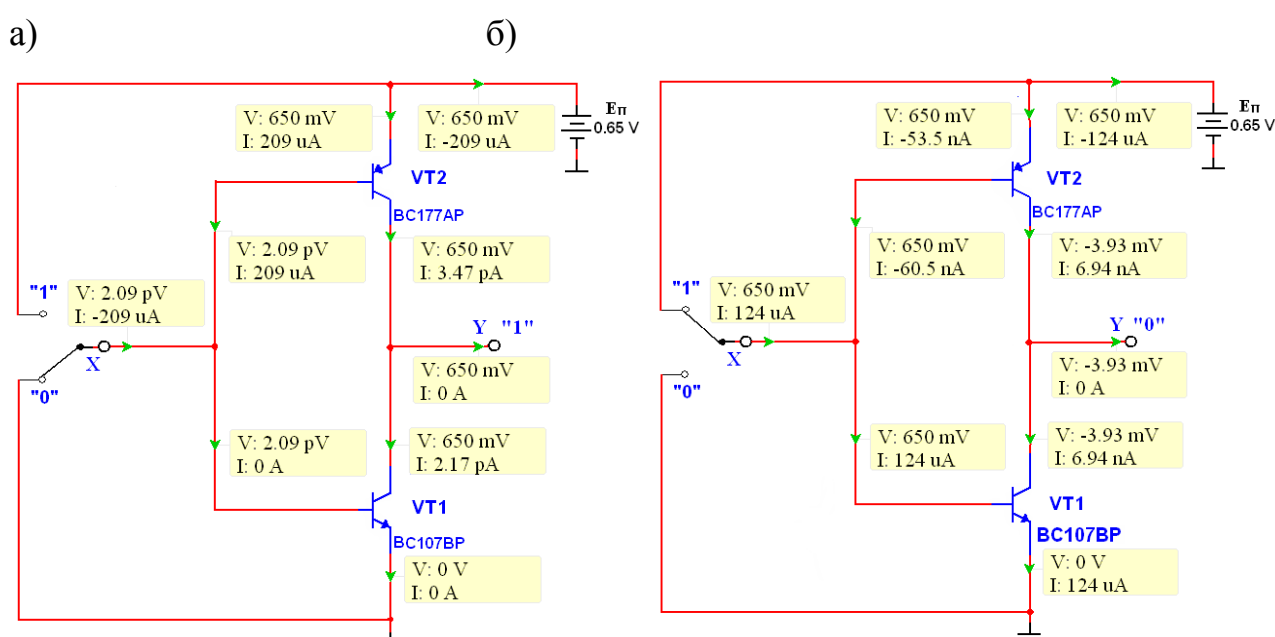 а)
б)
V: 650 mV
I: 209 uA
V: 650 mV
I: -209 uA
Eп
0.65 V
VT2
BC177AP
V: 2.09 pV
I: 209 uA
V: 650 mV
I: 3.47 pA
"1"
V: 2.09 pV
I: -209 uA
X
"0"
Y "1"
V: 650 mV
I: 0 A
V: 2.09 pV
I: 0 A
V: 650 mV
I: 2.17 pA
VT1
BC107BP
V: 0 V
I: 0 A
V: 650 mV
I: -53.5 nA
V: 650 mV
I: -124 uA
Eп
0.65 V
VT2
BC177AP
V: 650 mV
I: -60.5 nA
V: -3.93 mV
I: 6.94 nA
"1"
V: 650 mV
I: 124 uA
X
"0"
Y "0"
V: -3.93 mV
I: 0 A
V: 650 mV
I: 124 uA
V: -3.93 mV
I: 6.94 nA
VT1
BC107BP
V: 0 V
I: 124 uA